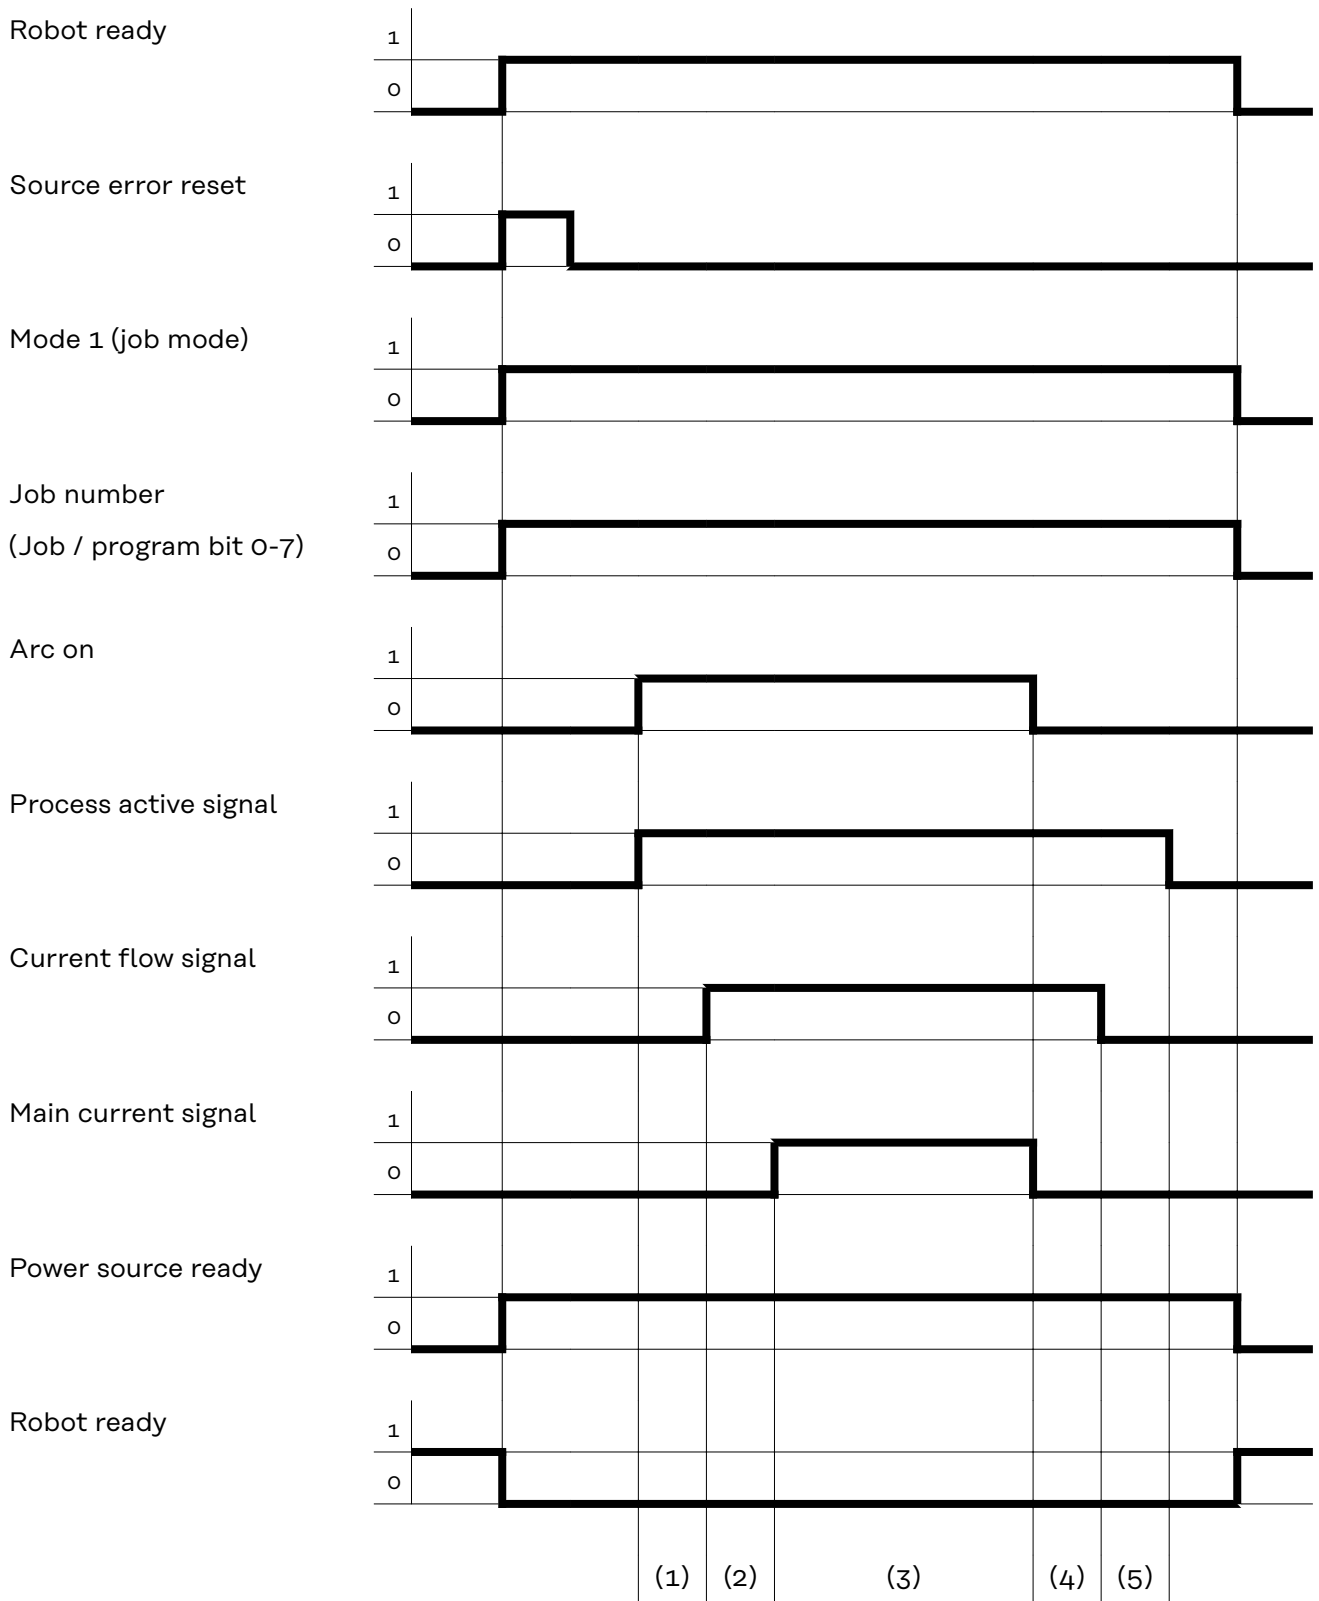 Robot ready
1
0
Source error reset
1
0
Mode 1 (job mode)
1
0
Job number
1
(Job / program bit 0-7)
0
Arc on
1
0
Process active signal
1
0
Current flow signal
1
0
Main current signal
1
0
Power source ready
1
0
Robot ready
1
0
(1) (2) (3) (4) (5)